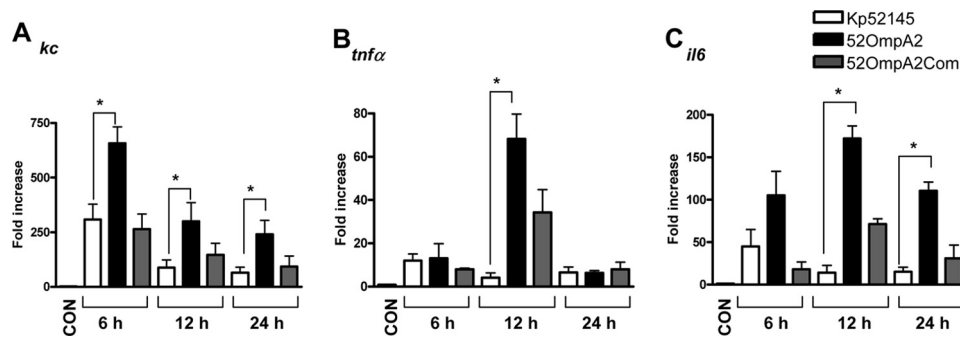 A kc
B tnfα
C il6
Kp52145
52OmpA2
52OmpA2Com
Fold increase
750
500
250
0
*
*
*
CON
6 h
12 h
24 h
Fold increase
80
60
40
20
0
*
CON
6 h
12 h
24 h
Fold increase
200
150
100
50
0
*
*
CON
6 h
12 h
24 h